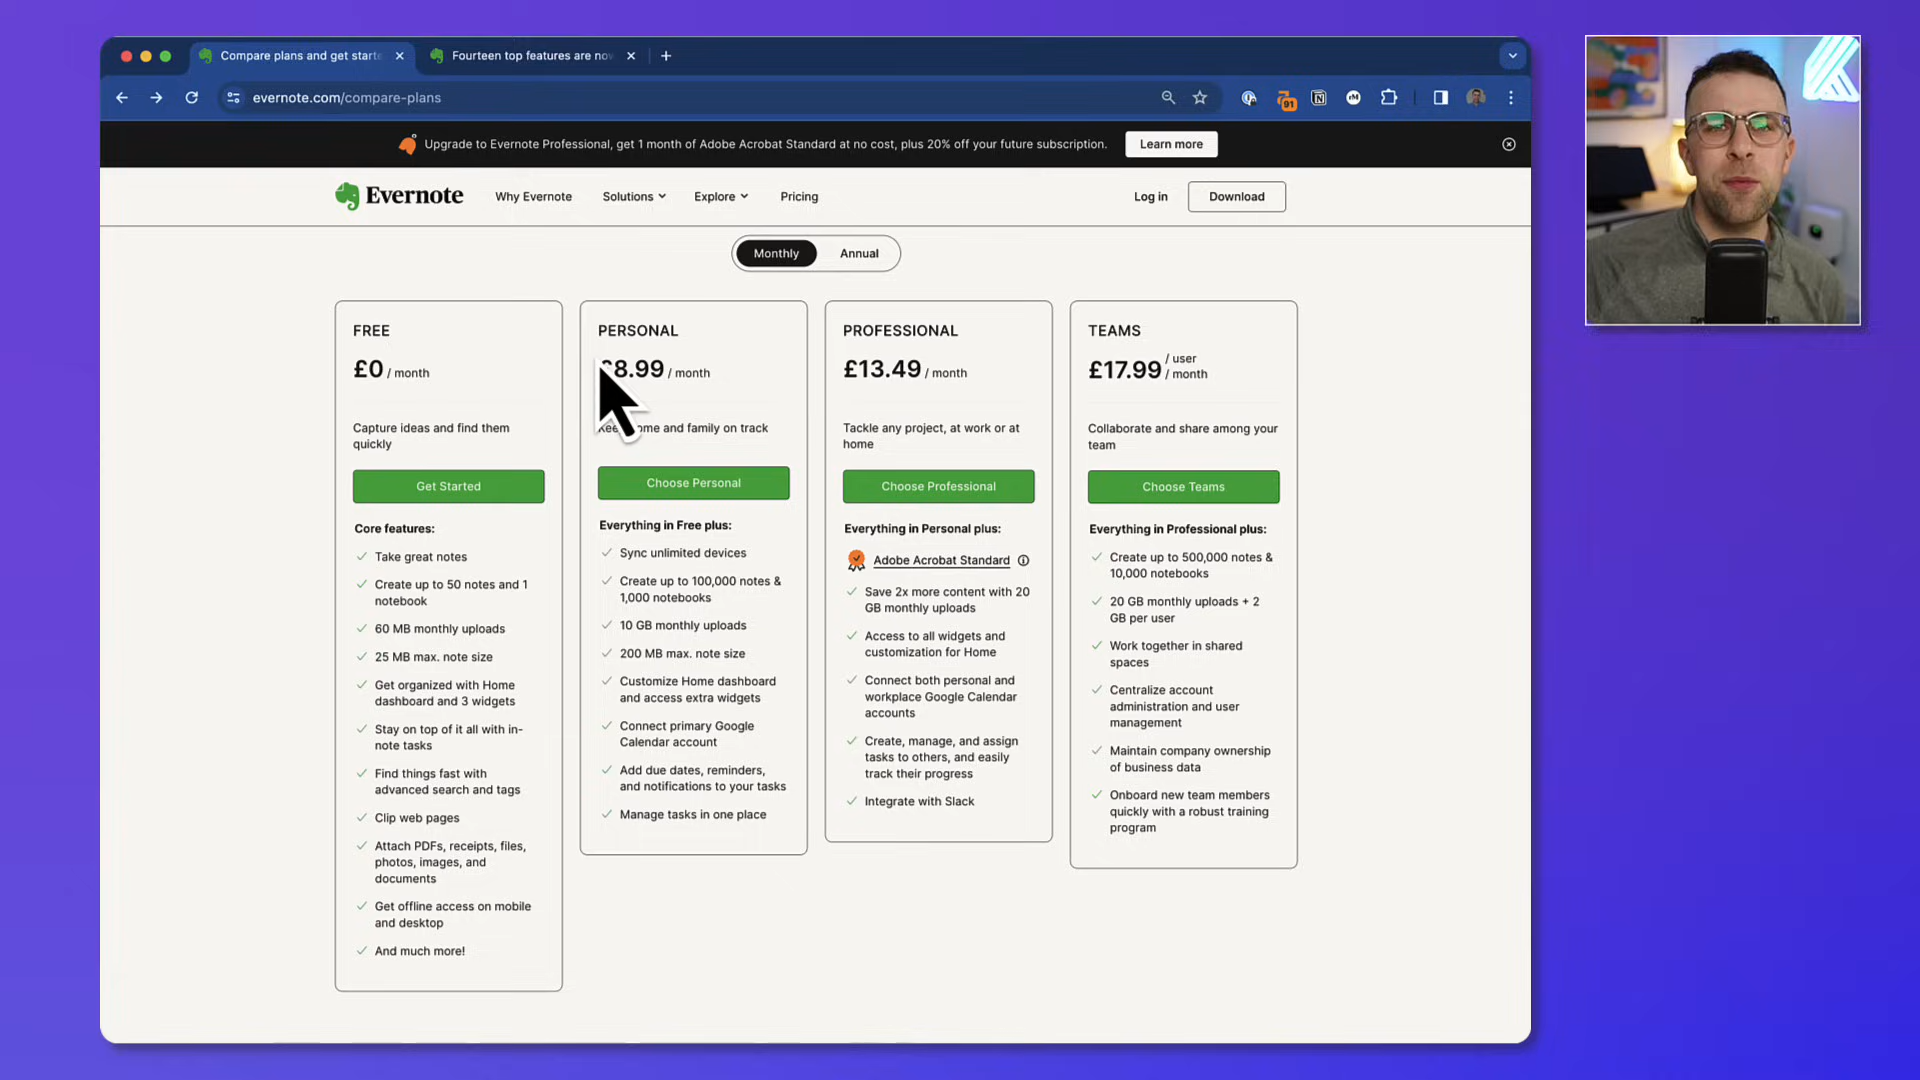 Compare plans and get starte
Fourteen top features are now
evernote.com/compare-plans
91
Upgrade to Evernote Professional, get 1 month of Adobe Acrobat Standard at no cost, plus 20% off your future subscription.
Learn more
Evernote
Why Evernote
Solutions
Explore
Pricing
Log in
Download
Monthly
Annual
FREE
£0 / month
Capture ideas and find them
quickly
Get Started
Core features:
Take great notes
Create up to 50 notes and 1
notebook
60 MB monthly uploads
25 MB max. note size
Get organized with Home
dashboard and 3 widgets
Stay on top of it all with in-
note tasks
Find things fast with
advanced search and tags
Clip web pages
Attach PDFs, receipts, files,
photos, images, and
documents
Get offline access on mobile
and desktop
And much more!
PERSONAL
£8.99 / month
and family on track
Choose Personal
Everything in Free plus:
Sync unlimited devices
Create up to 100,000 notes &
1,000 notebooks
10 GB monthly uploads
200 MB max. note size
Customize Home dashboard
and access extra widgets
Connect primary Google
Calendar account
Add due dates, reminders,
and notifications to your tasks
Manage tasks in one place
PROFESSIONAL
£13.49 / month
Tackle any project, at work or at
home
Choose Professional
Everything in Personal plus:
Adobe Acrobat Standard
Save 2x more content with 20
GB monthly uploads
Access to all widgets and
customization for Home
Connect both personal and
workplace Google Calendar
accounts
Create, manage, and assign
tasks to others, and easily
track their progress
Integrate with Slack
TEAMS
£17.99 / user
/ month
Collaborate and share among your
team
Choose Teams
Everything in Professional plus:
Create up to 500,000 notes &
10,000 notebooks
20 GB monthly uploads + 2
GB per user
Work together in shared
spaces
Centralize account
administration and user
management
Maintain company ownership
of business data
Onboard new team members
quickly with a robust training
program